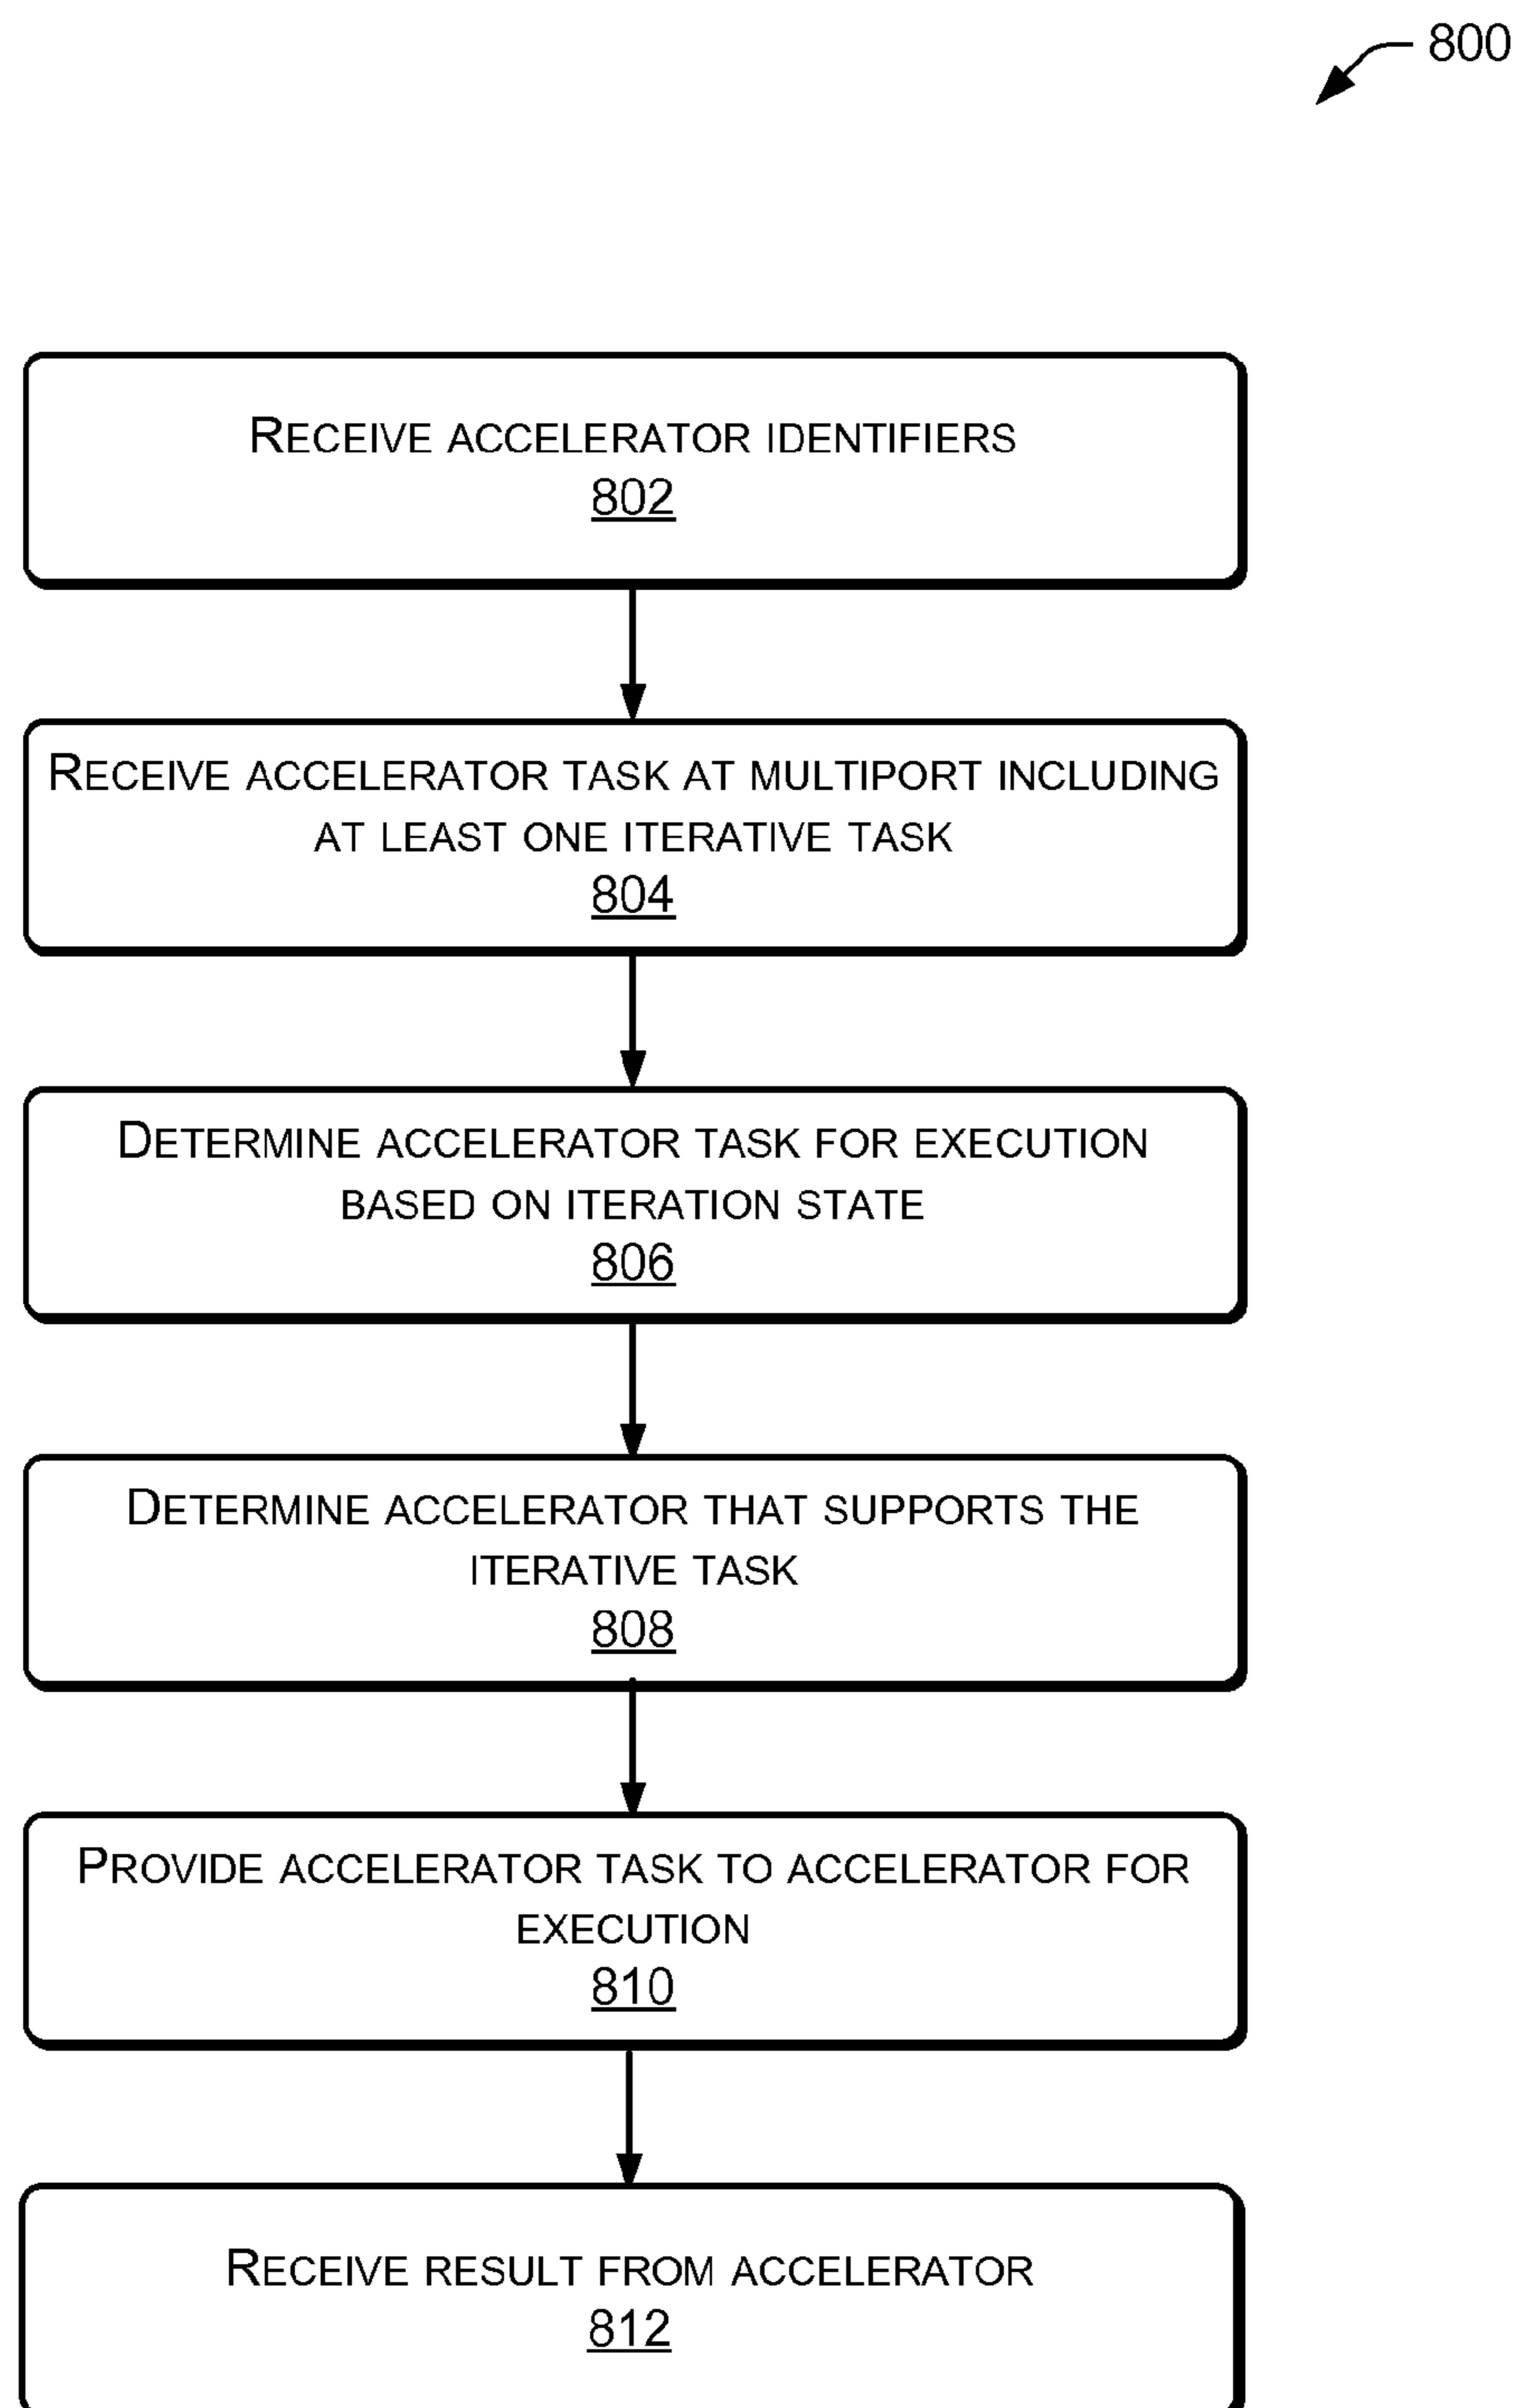 800
RECEIVE ACCELERATOR IDENTIFIERS
802
RECEIVE ACCELERATOR TASK AT MULTIPORT INCLUDING
AT LEAST ONE ITERATIVE TASK
804
DETERMINE ACCELERATOR TASK FOR EXECUTION
BASED ON ITERATION STATE
806
DETERMINE ACCELERATOR THAT SUPPORTS THE
ITERATIVE TASK
808
PROVIDE ACCELERATOR TASK TO ACCELERATOR FOR
EXECUTION
810
RECEIVE RESULT FROM ACCELERATOR
812